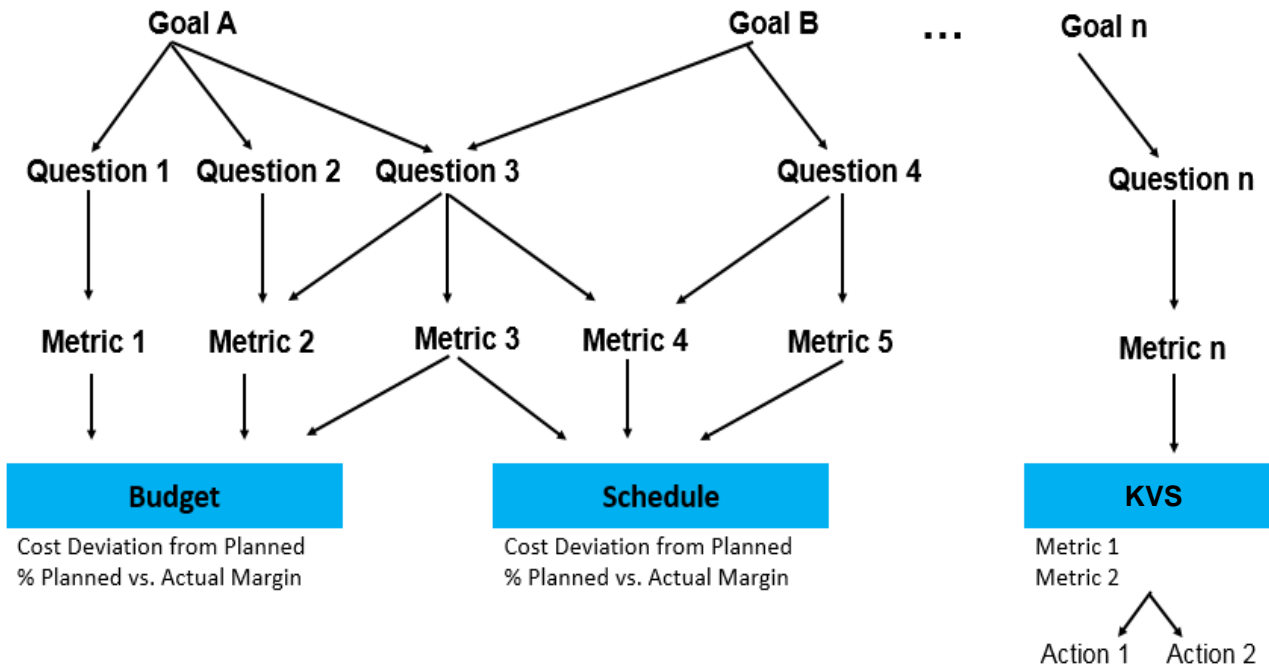 Goal A Goal B ... Goal n
Question 1 Question 2 Question 3 Question 4 Question n
Metric 1 Metric 2 Metric 3 Metric 4 Metric 5 Metric n
Budget Schedule KVS
Cost Deviation from Planned Cost Deviation from Planned Metric 1
% Planned vs. Actual Margin % Planned vs. Actual Margin Metric 2
Action 1 Action 2